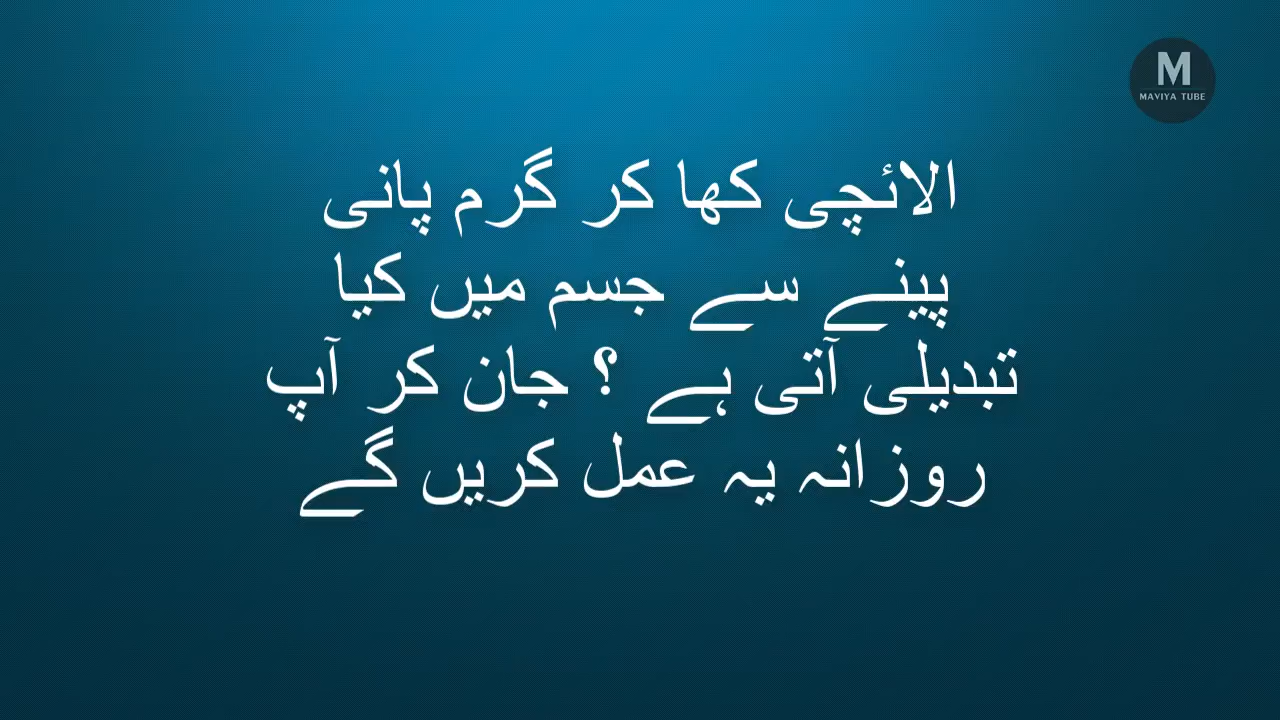 M
MAVIYA TUBE
الائچی کھا کر گرم پانی
پینے سے جسم میں کیا
تبدیلی آتی ہے ؟ جان کر آپ
روزانہ یہ عمل کریں گے